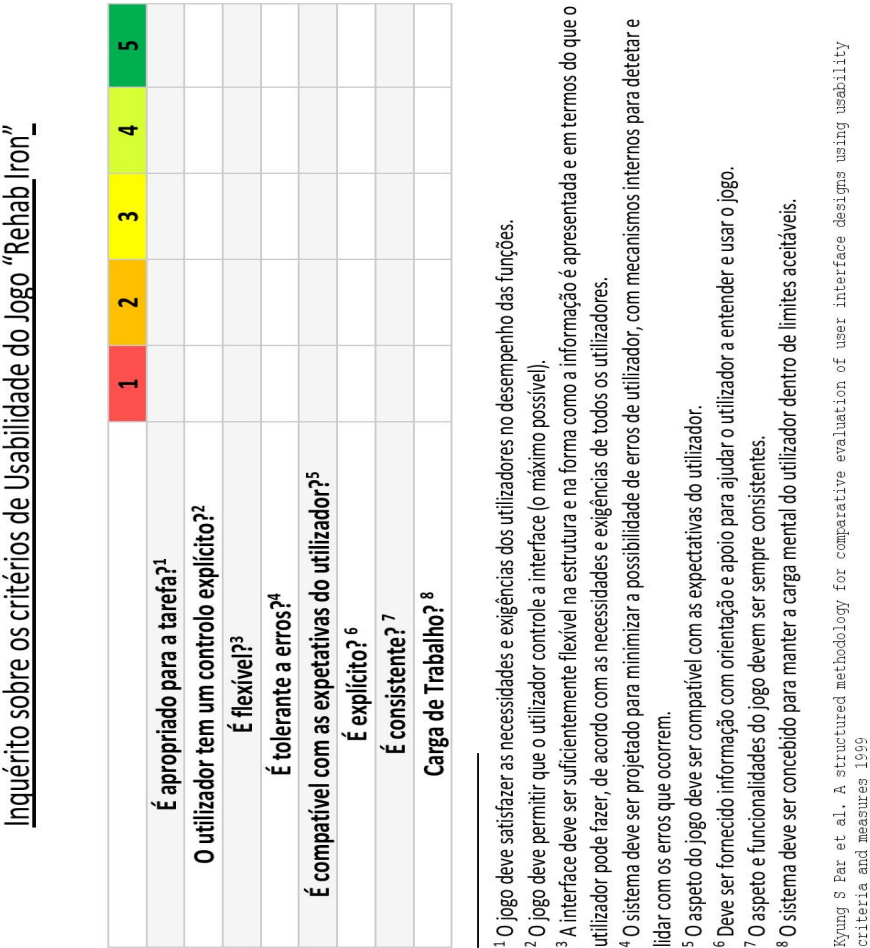 Inquérito sobre os critérios de Usabilidade do Jogo “Rehab Iron”
1 2 3 4 5
É apropriado para a tarefa?1
O utilizador tem um controlo explícito?2
É flexível?3
É tolerante a erros?4
É compatível com as expetativas do utilizador?5
É explícito? 6
É consistente? 7
Carga de Trabalho? 8
1 O jogo deve satisfazer as necessidades e exigências dos utilizadores no desempenho das funções.
2 O jogo deve permitir que o utilizador controle a interface (o máximo possível).
3 A interface deve ser suficientemente flexível na estrutura e na forma como a informação é apresentada e em termos do que o
utilizador pode fazer, de acordo com as necessidades e exigências de todos os utilizadores.
4 O sistema deve ser projetado para minimizar a possibilidade de erros de utilizador, com mecanismos internos para detetar e
lidar com os erros que ocorrem.
5 O aspeto do jogo deve ser compatível com as expectativas do utilizador.
6 Deve ser fornecido informação com orientação e apoio para ajudar o utilizador a entender e usar o jogo.
7 O aspeto e funcionalidades do jogo devem ser sempre consistentes.
8 O sistema deve ser concebido para manter a carga mental do utilizador dentro de limites aceitáveis.
Kyung S Par et al. A structured methodology for comparative evaluation of user interface designs using usability
criteria and measures 1999